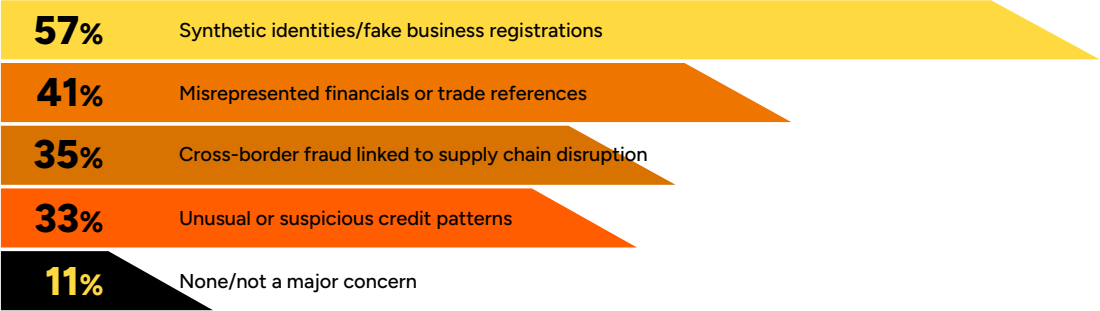 57% Synthetic identities/fake business registrations
41% Misrepresented financials or trade references
35% Cross-border fraud linked to supply chain disruption
33% Unusual or suspicious credit patterns
11% None/not a major concern